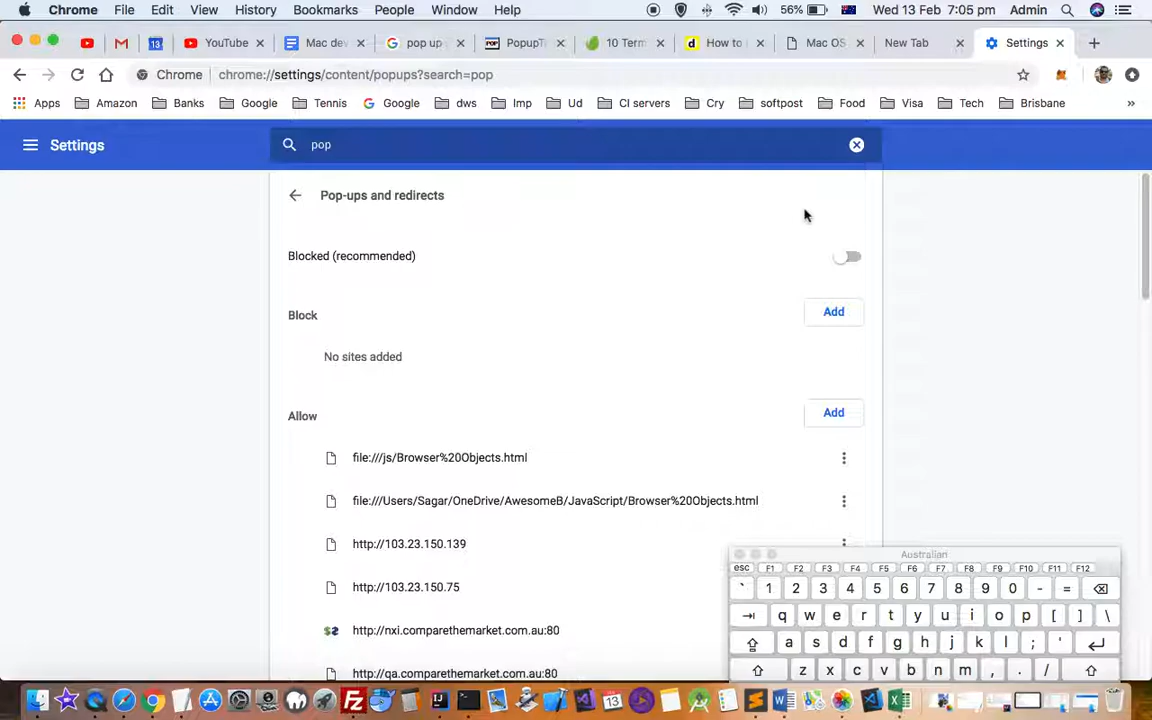 Chrome File Edit View History Bookmarks People Window Help 56% Wed 13 Feb 7:05 pm Admin
YouTube Mac dev pop up PopupT 10 Term How to Mac OS New Tab Settings
Chrome chrome://settings/content/popups?search=pop
Apps Amazon Banks Google Tennis Google dws Imp Ud CI servers Cry softpost Food Visa Tech Brisbane »
Settings pop
Pop-ups and redirects
Blocked (recommended)
Block Add
No sites added
Allow Add
file:///js/Browser%20Objects.html
file:///Users/Sagar/OneDrive/AwesomeB/JavaScript/Browser%20Objects.html
http://103.23.150.139
http://103.23.150.75
http://nxi.comparethemarket.com.au:80
http://qa.comparethemarket.com.au:80
Australian
esc F1 F2 F3 F4 F5 F6 F7 F8 F9 F10 F11 F12
` 1 2 3 4 5 6 7 8 9 0 - =
q w e r t y u i o p [ ] \
a s d f g h j k l ; '
z x c v b n m , . /